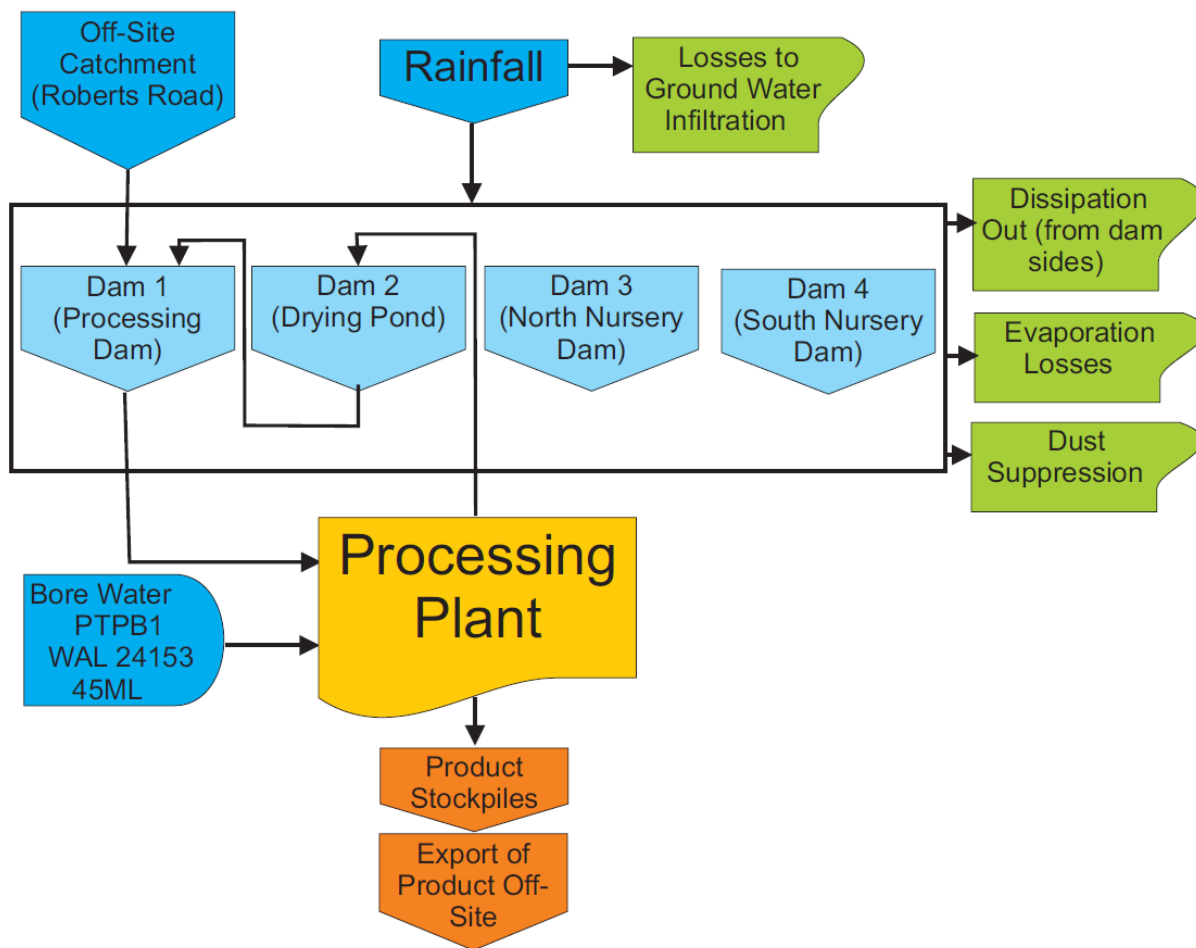 Off-Site
Catchment
(Roberts Road)
Rainfall
Losses to
Ground Water
Infiltration
Dissipation
Out (from dam
sides)
Dam 1
(Processing
Dam)
Dam 2
(Drying Pond)
Dam 3
(North Nursery
Dam)
Dam 4
(South Nursery
Dam)
Evaporation
Losses
Dust
Suppression
Processing
Plant
Bore Water
PTPB1
WAL 24153
45ML
Product
Stockpiles
Export of
Product Off-
Site